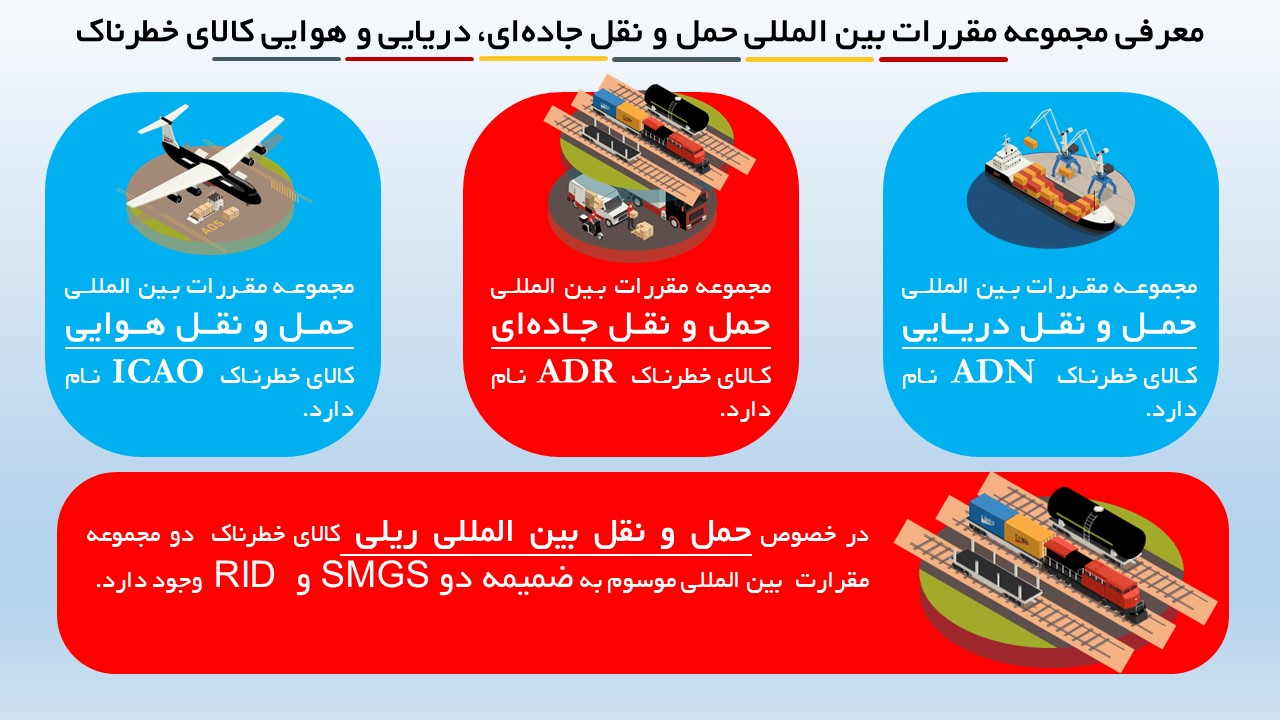 معرفی مجموعه مقررات بین المللی حمل و نقل جاده‌ای، دریایی و هوایی کالای خطرناک
مجموعه مقررات بین المللی
حمل و نقل دریایی
کالای خطرناک ADN نام
دارد.
مجموعه مقررات بین المللی
حمل و نقل جاده‌ای
کالای خطرناک ADR نام
دارد.
مجموعه مقررات بین المللی
حمل و نقل هوایی
کالای خطرناک ICAO نام
دارد.
در خصوص حمل و نقل بین المللی ریلی کالای خطرناک دو مجموعه
مقرارت بین المللی موسوم به ضمیمه دو SMGS و RID وجود دارد.